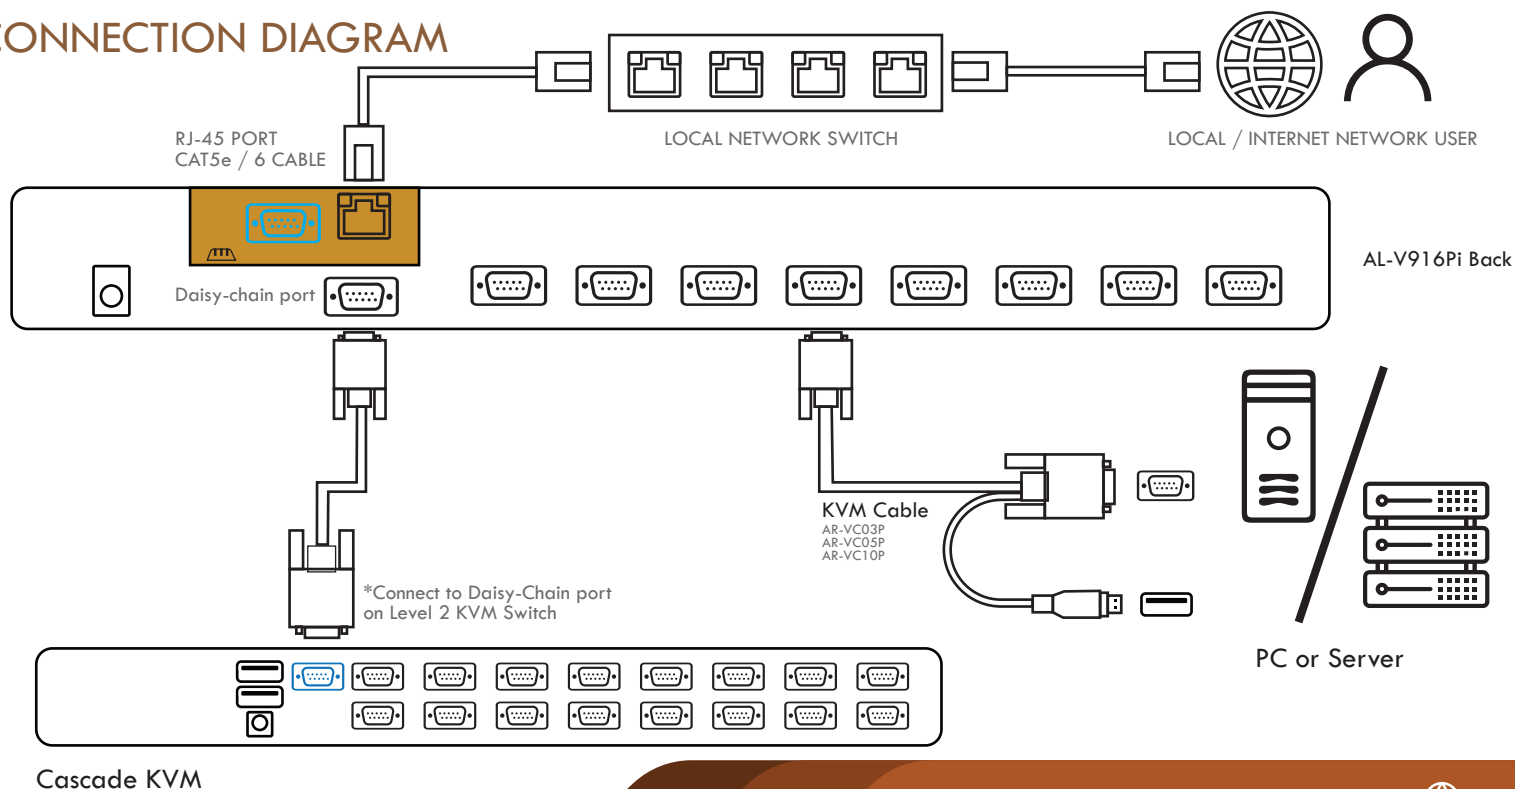 CONNECTION DIAGRAM
RJ-45 PORT
CAT5e / 6 CABLE
LOCAL NETWORK SWITCH
LOCAL / INTERNET NETWORK USER
AL-V916Pi Back
Daisy-chain port
KVM Cable
AR-VC03P
AR-VC05P
AR-VC10P
*Connect to Daisy-Chain port
on Level 2 KVM Switch
PC or Server
Cascade KVM